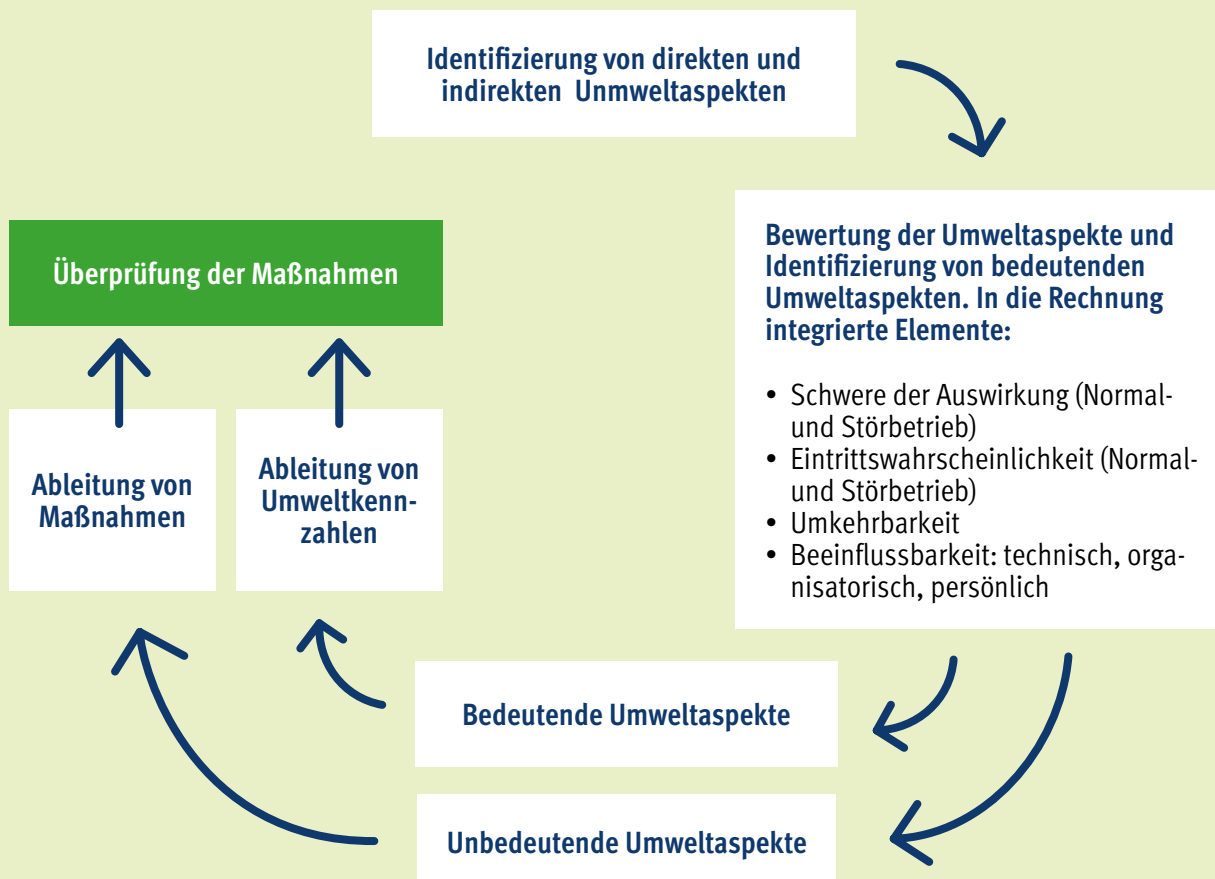 Identifizierung von direkten und
indirekten Unmweltaspekten
Bewertung der Umweltaspekte und
Identifizierung von bedeutenden
Umweltaspekten. In die Rechnung
integrierte Elemente:
• Schwere der Auswirkung (Normal-
und Störbetrieb)
• Eintrittswahrscheinlichkeit (Normal-
und Störbetrieb)
• Umkehrbarkeit
• Beeinflussbarkeit: technisch, orga-
nisatorisch, persönlich
Bedeutende Umweltaspekte
Unbedeutende Umweltaspekte
Ableitung von
Maßnahmen
Ableitung von
Umweltkenn-
zahlen
Überprüfung der Maßnahmen